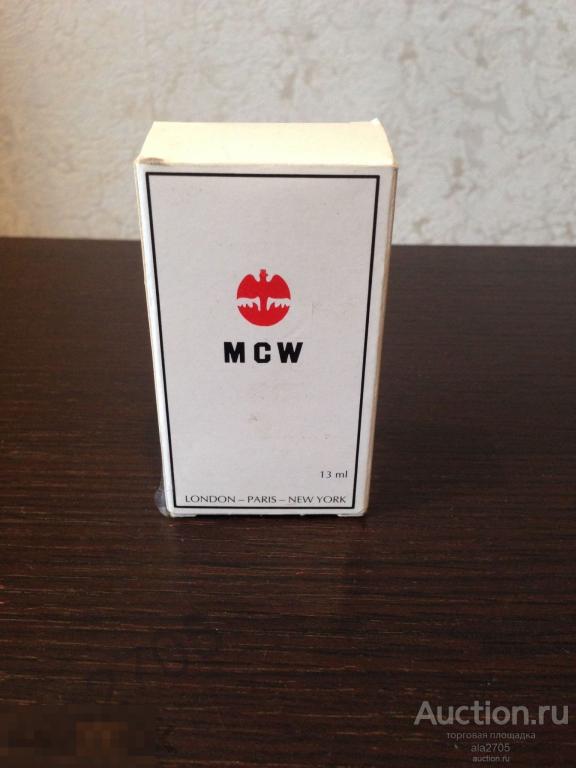 MCW
13 ml
LONDON – PARIS – NEW YORK
Auction.ru
торговая площадка
ala2705
auction.ru